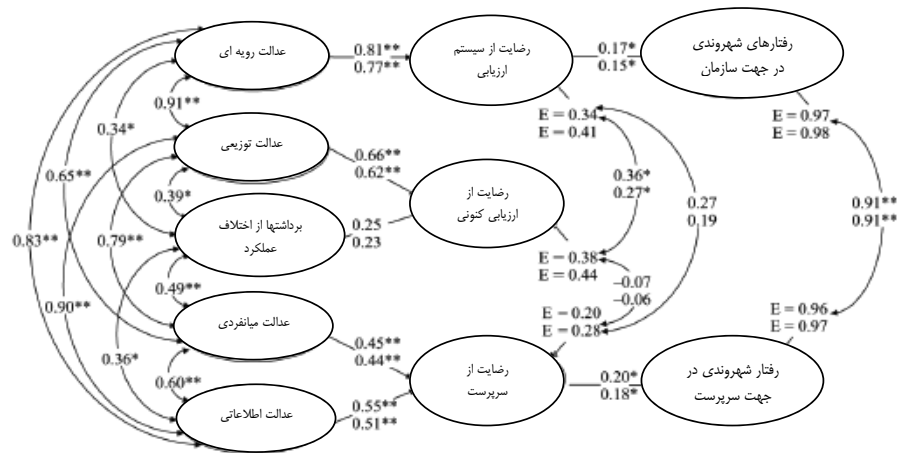 عدالت رویه ای
0.81**
0.77**
رضایت از سیستم
ارزیابی
0.17*
0.15*
رفتارهای شهروندی
در جهت سازمان
0.91**
E = 0.34
E = 0.41
E = 0.97
E = 0.98
0.34*
عدالت توزیعی
0.66**
0.62**
0.36*
0.27*
0.65**
0.39*
رضایت از
ارزیابی کنونی
0.27
0.19
0.91**
0.91**
0.83**
0.79**
برداشتها از اختلاف
عملکرد
0.25
0.23
E = 0.38
E = 0.44
0.49**
–0.07
–0.06
0.90**
E = 0.20
E = 0.28
E = 0.96
E = 0.97
عدالت میانفردی
0.45**
0.44**
0.36*
0.60**
رضایت از
سرپرست
0.20*
0.18*
رفتار شهروندی در
جهت سرپرست
عدالت اطلاعاتی
0.55**
0.51**